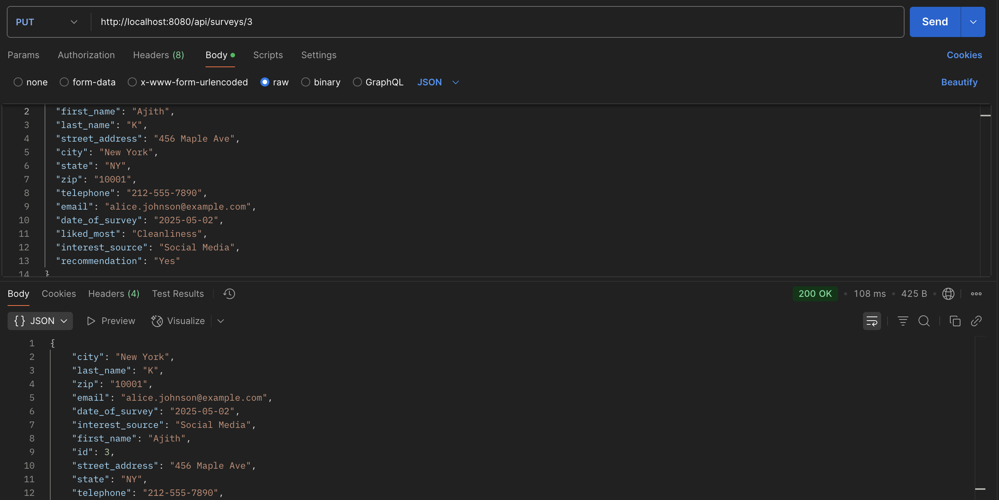 PUT http://localhost:8080/api/surveys/3 Send
Params Authorization Headers (8) Body Scripts Settings Cookies
none form-data x-www-form-urlencoded raw binary GraphQL JSON Beautify
2 "first_name": "Ajith",
3 "last_name": "K",
4 "street_address": "456 Maple Ave",
5 "city": "New York",
6 "state": "NY",
7 "zip": "10001",
8 "telephone": "212-555-7890",
9 "email": "alice.johnson@example.com",
10 "date_of_survey": "2025-05-02",
11 "liked_most": "Cleanliness",
12 "interest_source": "Social Media",
13 "recommendation": "Yes"
14 }
Body Cookies Headers (4) Test Results 200 OK • 108 ms • 425 B •
{} JSON Preview Visualize
1 {
2 "city": "New York",
3 "last_name": "K",
4 "zip": "10001",
5 "email": "alice.johnson@example.com",
6 "date_of_survey": "2025-05-02",
7 "interest_source": "Social Media",
8 "first_name": "Ajith",
9 "id": 3,
10 "street_address": "456 Maple Ave",
11 "state": "NY",
12 "telephone": "212-555-7890",